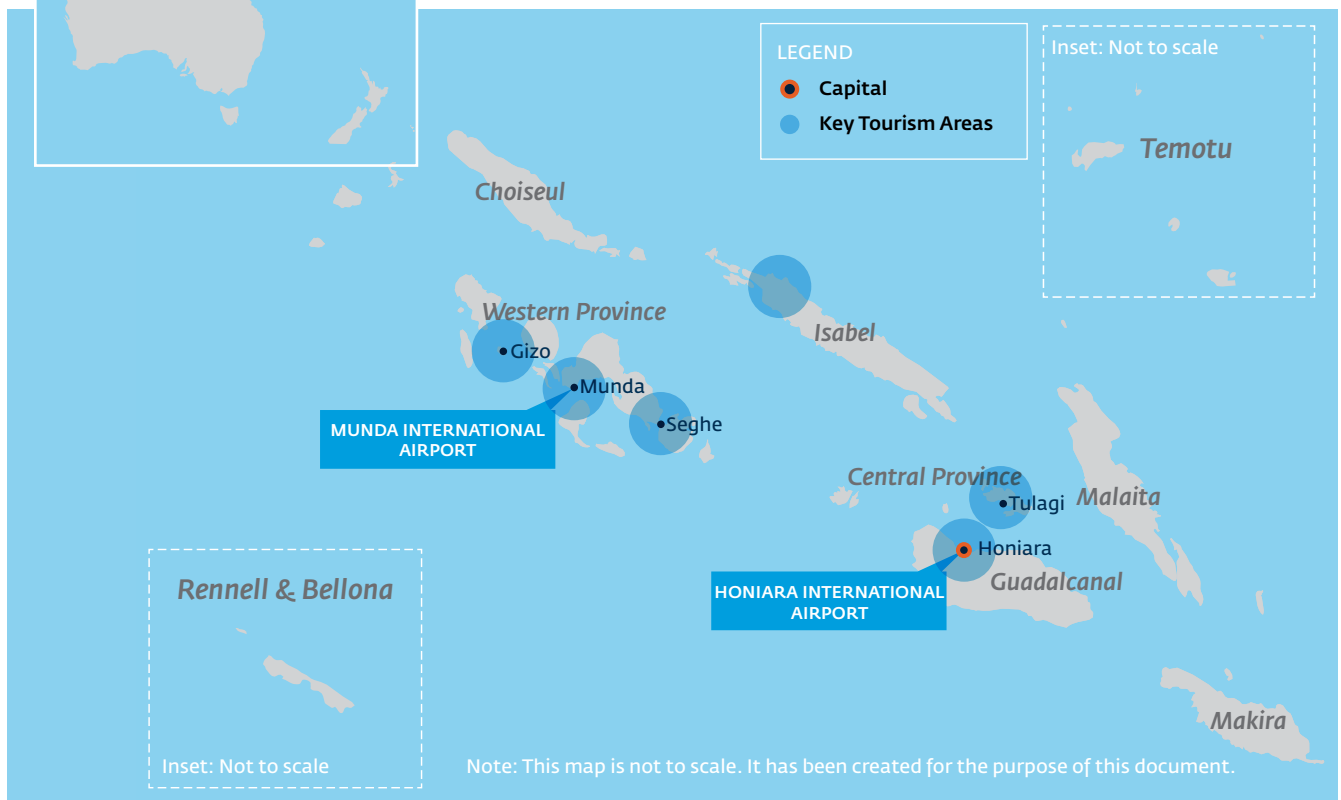 LEGEND
Capital
Key Tourism Areas
Inset: Not to scale
Temotu
Choiseul
Western Province
Isabel
Gizo
Munda
MUNDA INTERNATIONAL
AIRPORT
Seghe
Central Province
Tulagi
Malaita
Honiara
Guadalcanal
HONIARA INTERNATIONAL
AIRPORT
Rennell & Bellona
Inset: Not to scale
Makira
Note: This map is not to scale. It has been created for the purpose of this document.